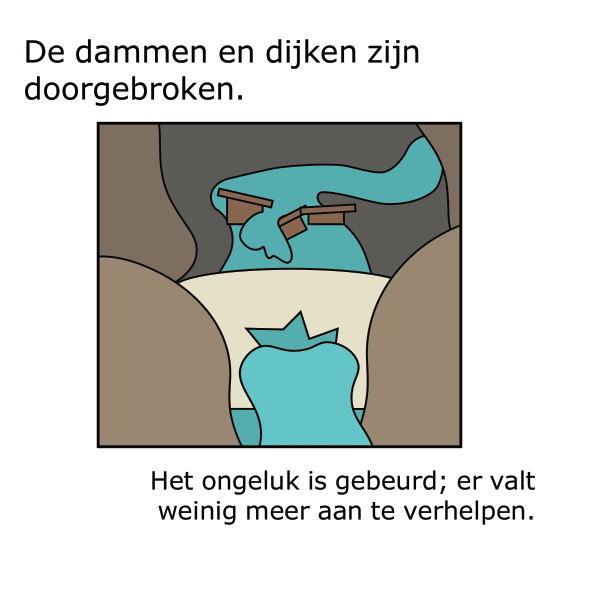 De dammen en dijken zijn
doorgebroken.
Het ongeluk is gebeurd; er valt
weinig meer aan te verhelpen.